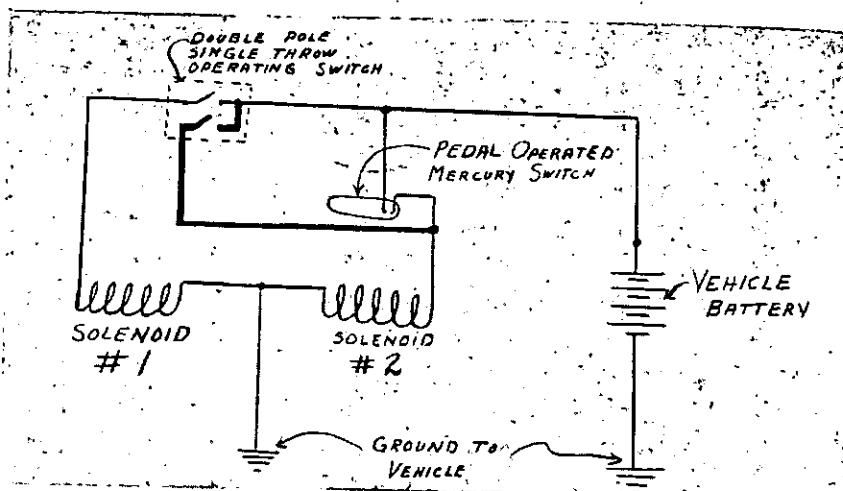 DOUBLE POLE
SINGLE THROW
OPERATING SWITCH
PEDAL OPERATED
MERCURY SWITCH
VEHICLE
BATTERY
SOLENOID
# 1
SOLENOID
# 2
GROUND TO
VEHICLE